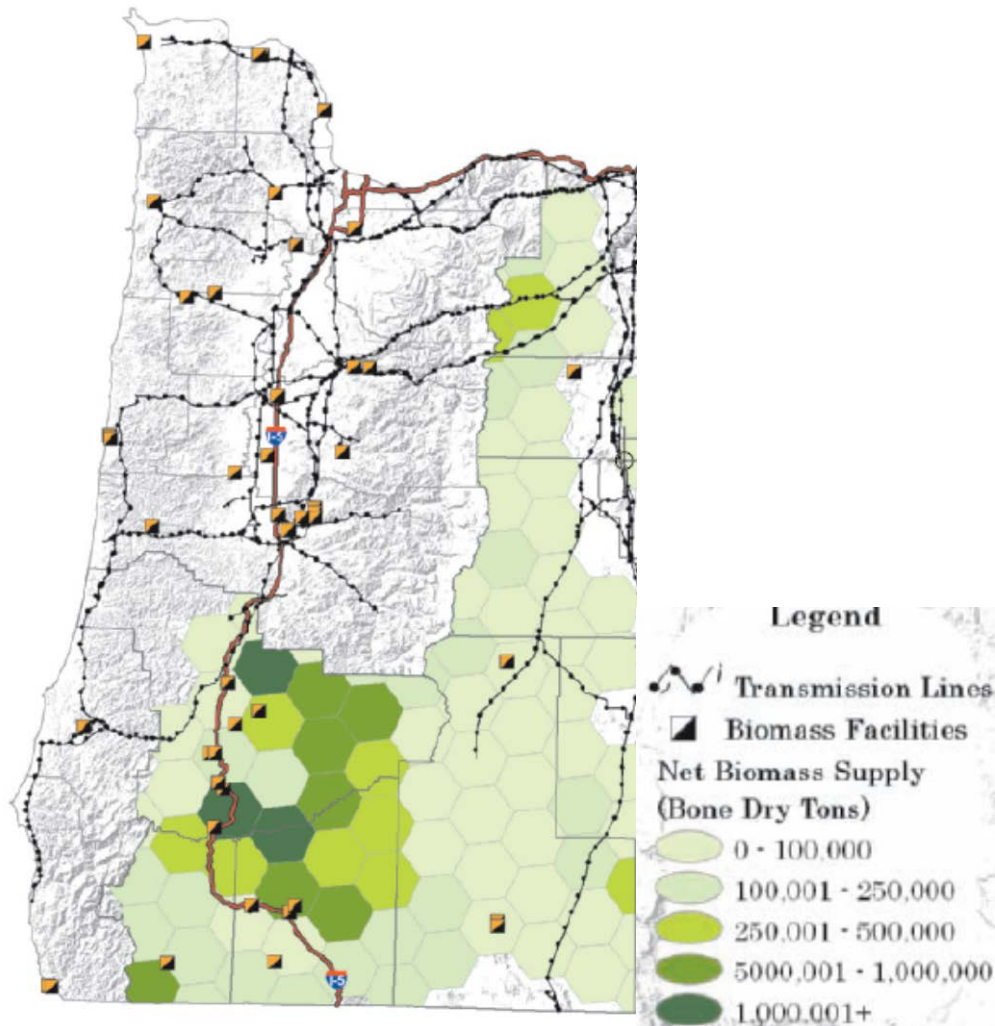 I-5
Legend
Transmission Lines
Biomass Facilities
Net Biomass Supply
(Bone Dry Tons)
0 - 100,000
100,001 - 250,000
250,001 - 500,000
5000,001 - 1,000,000
1,000,001+
I-5